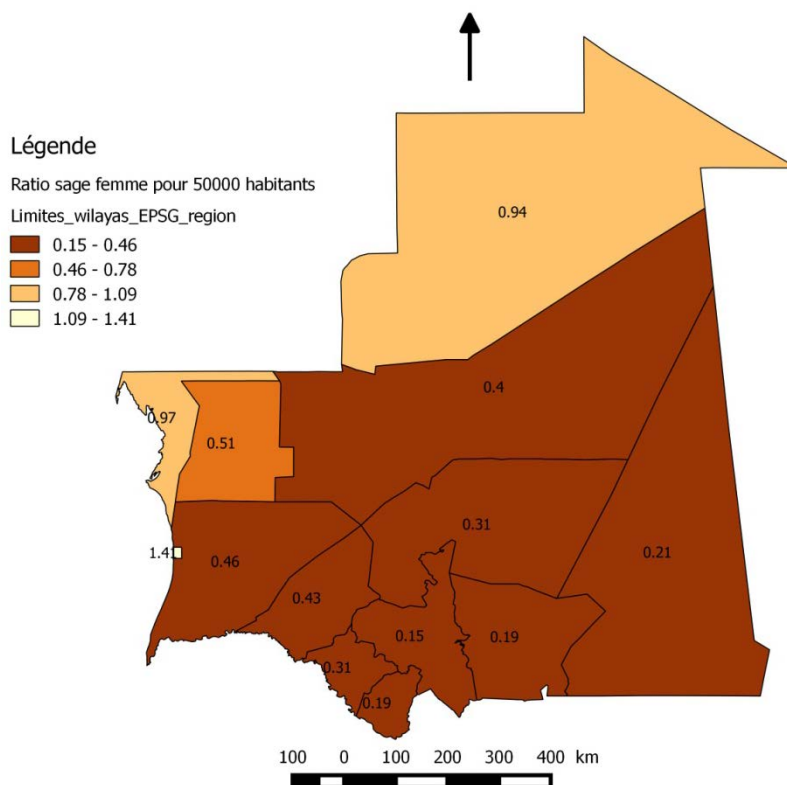 Légende
Ratio sage femme pour 50000 habitants
Limites_wilayas_EPSG_region
0.15 - 0.46
0.46 - 0.78
0.78 - 1.09
1.09 - 1.41
0.94
0.4
0.97
0.51
0.31
1.41
0.46
0.21
0.43
0.15
0.19
0.31
0.19
100 0 100 200 300 400 km